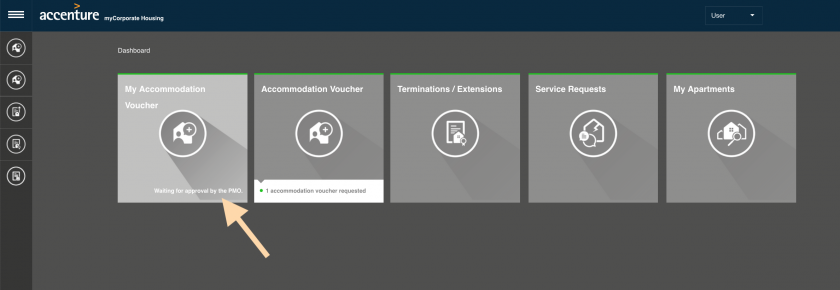 accenture myCorporate Housing
User
Dashboard
My Accommodation
Voucher
Waiting for approval by the PMO.
Accommodation Voucher
1 accommodation voucher requested
Terminations / Extensions
Service Requests
My Apartments